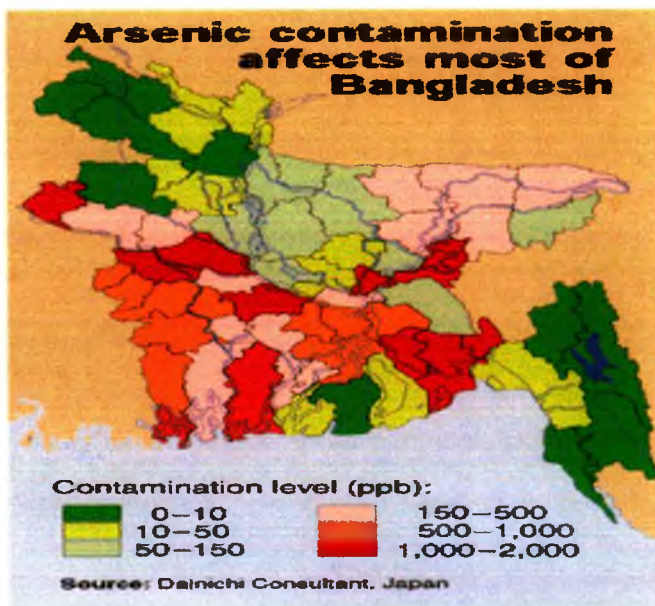 Arsenic contamination
affects most of
Bangladesh
Contamination level (ppb):
0–10
10–50
50–150
150–500
500–1,000
1,000–2,000
Source: Dainichi Consultant, Japan